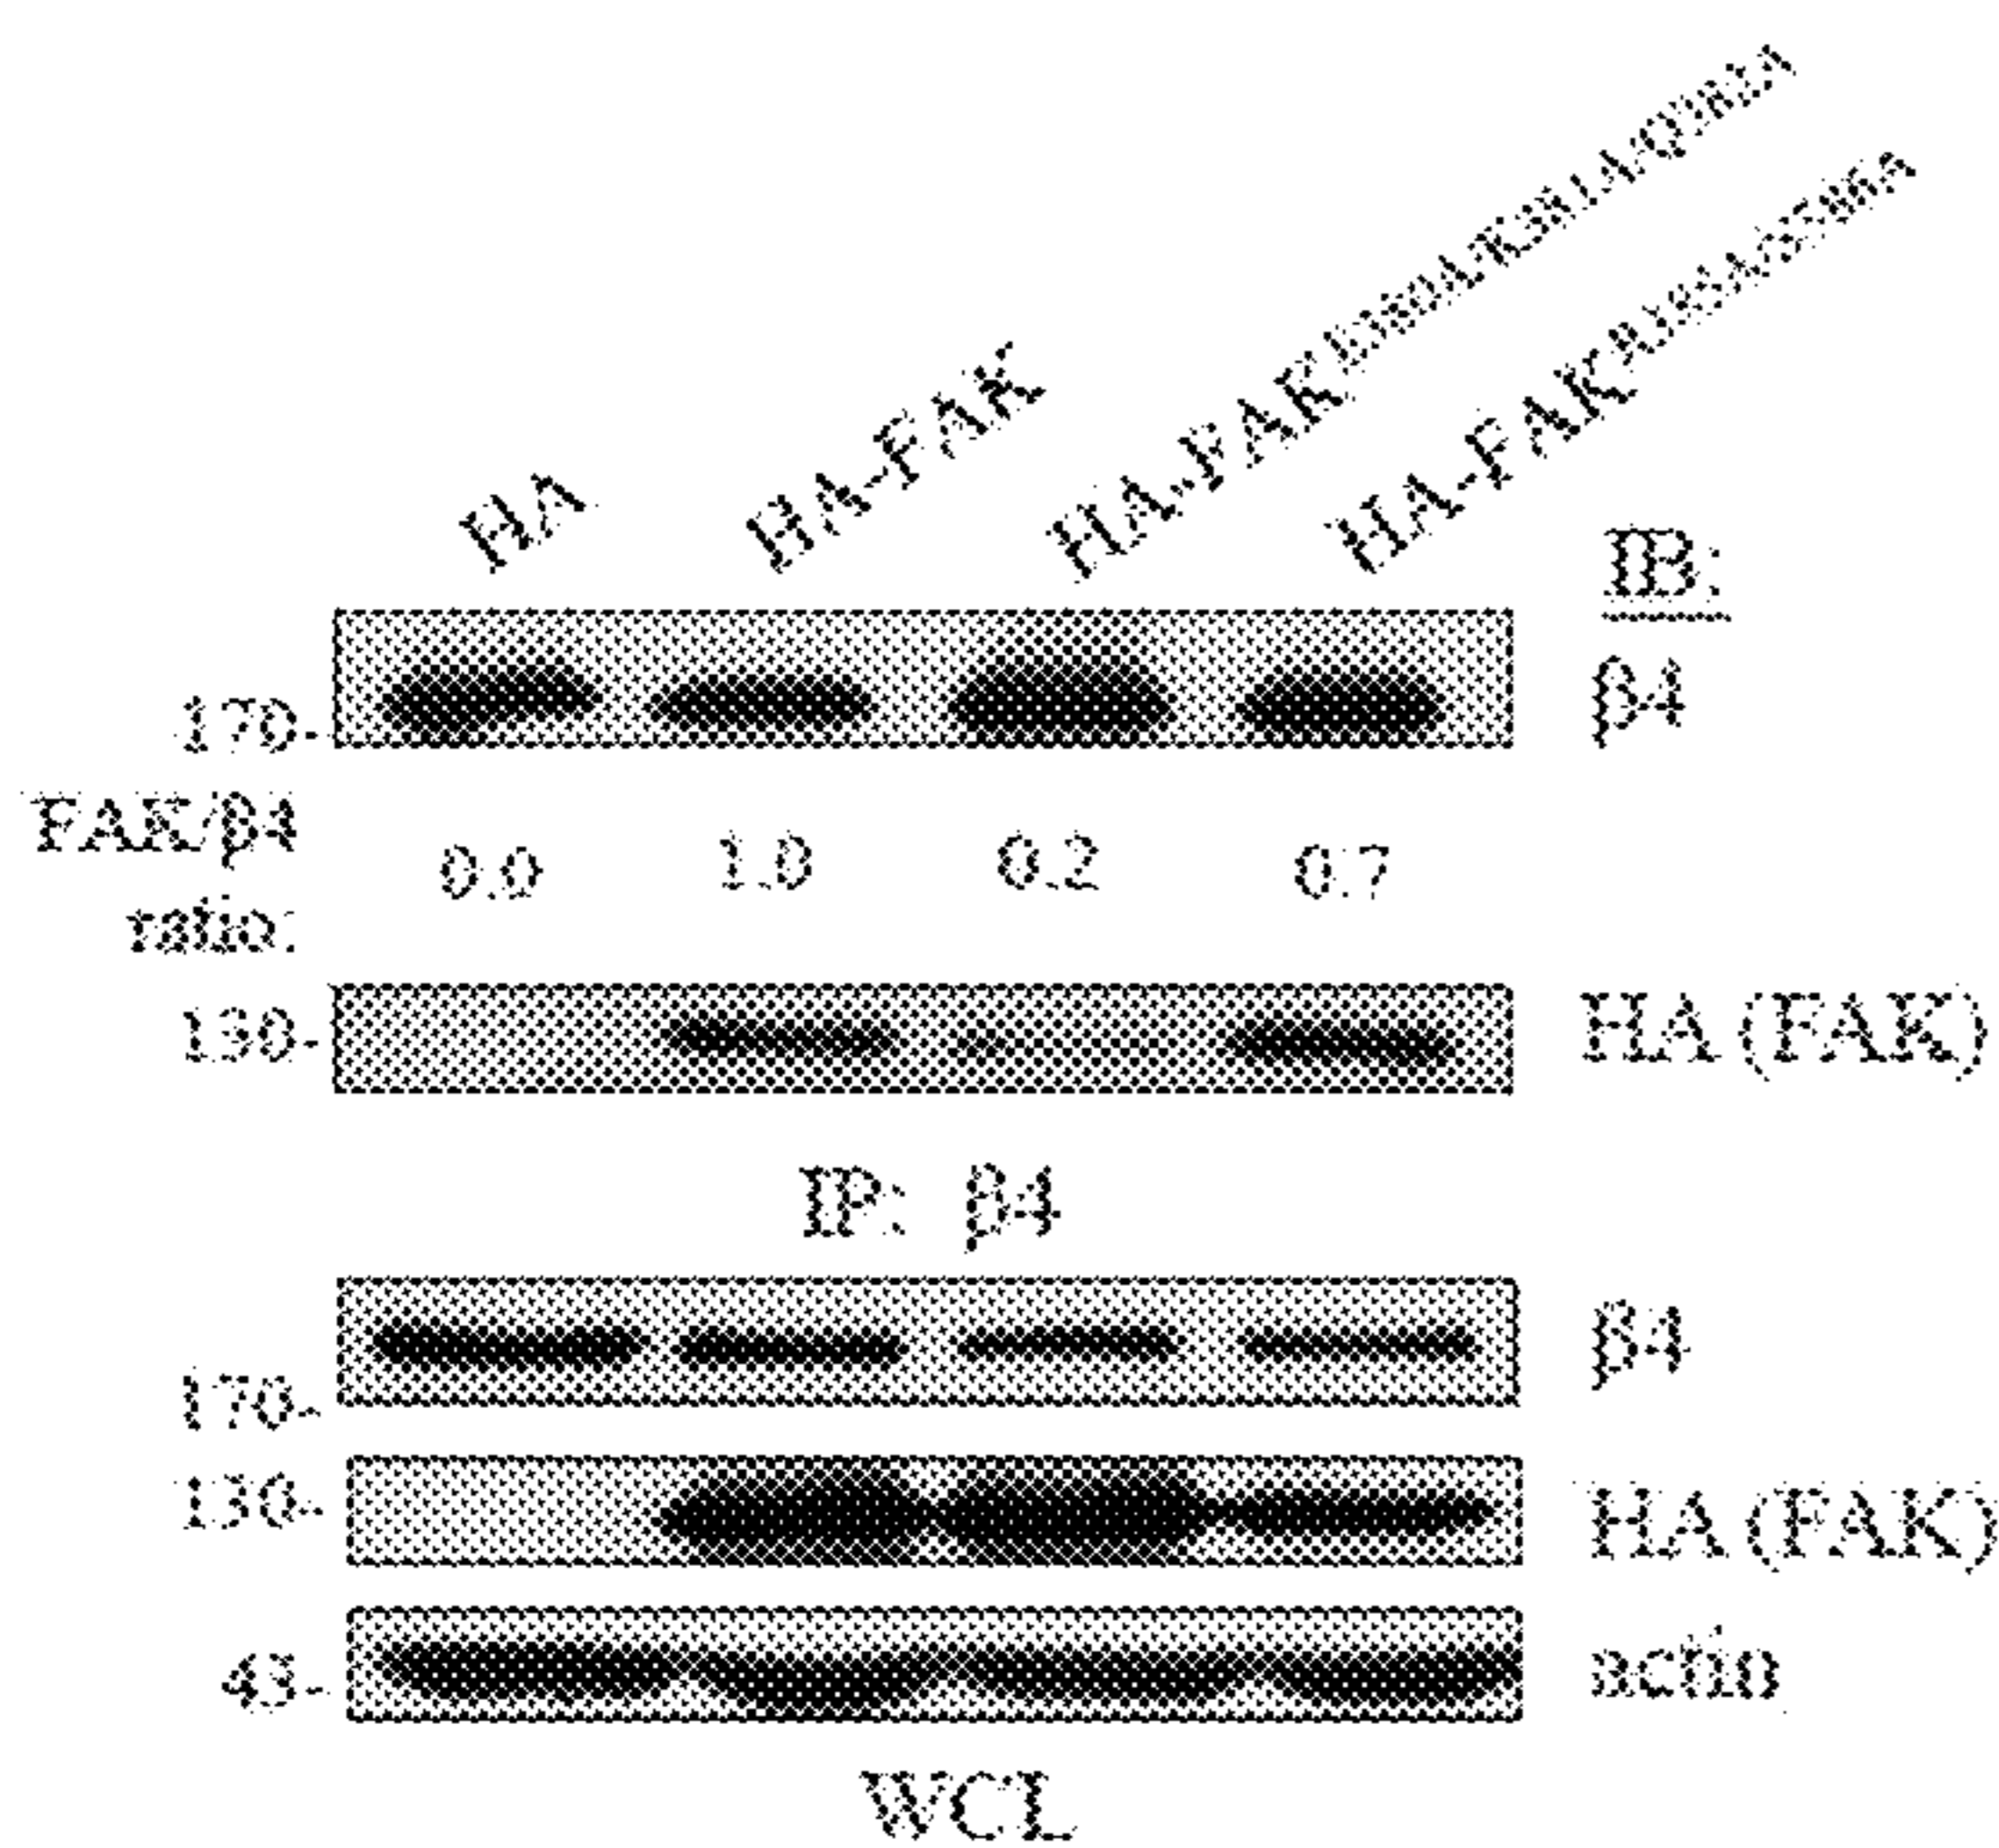 HA
HA-FAK
HA-FAK
HA-FAK
IB:
170-
β4
FAK/β4
ratio:
0.0 1.0 0.2 0.7
130-
HA (FAK)
IP: β4
170-
β4
130-
HA (FAK)
43-
actin
WCL